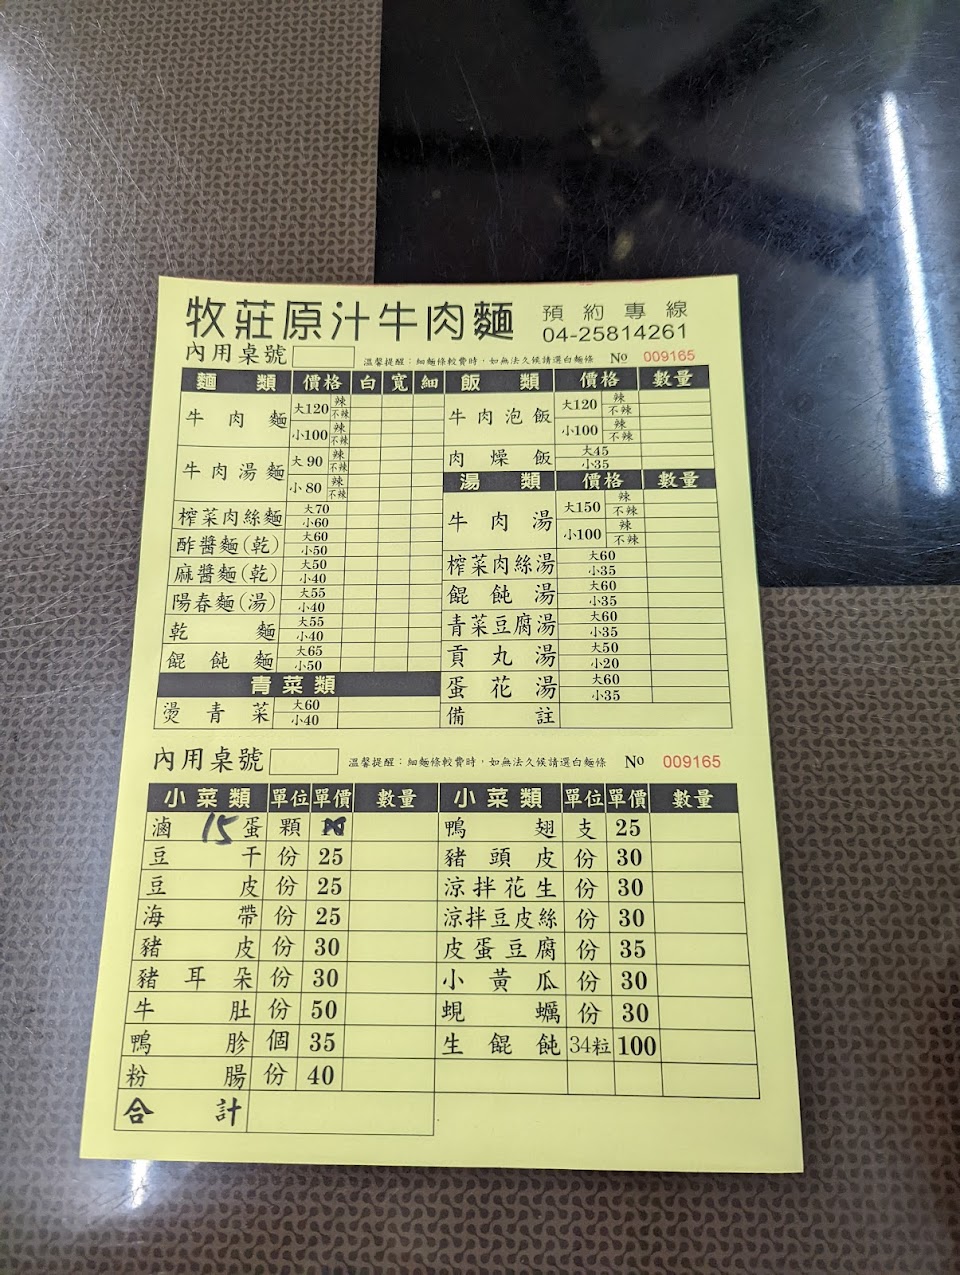 牧莊原汁牛肉麵 預約專線
04-25814261
內用桌號 溫馨提醒：細麵條較費時，如無法久候請選白麵條 No 009165
麵類 價格 白 寬 細
牛肉麵 大120 辣
不辣
小100 辣
不辣
牛肉湯麵 大90 辣
不辣
小80 辣
不辣
榨菜肉絲麵 大70
小60
酢醬麵(乾) 大60
小50
麻醬麵(乾) 大50
小40
陽春麵(湯) 大55
小40
乾麵 大55
小40
餛飩麵 大65
小50
青菜類
燙青菜 大60
小40
飯類 價格 數量
牛肉泡飯 大120 辣
不辣
小100 辣
不辣
肉燥飯 大45
小35
湯類 價格 數量
牛肉湯 大150 辣
不辣
小100 辣
不辣
榨菜肉絲湯 大60
小35
餛飩湯 大60
小35
青菜豆腐湯 大60
小35
貢丸湯 大50
小20
蛋花湯 大60
小35
備註
內用桌號 溫馨提醒：細麵條較費時，如無法久候請選白麵條 No 009165
小菜類 單位 單價 數量
滷蛋 15 顆
豆干 份 25
豆皮 份 25
海帶 份 25
豬皮 份 30
豬耳朵 份 30
牛肚 份 50
鴨胗 個 35
粉腸 份 40
合計
小菜類 單位 單價 數量
鴨翅 支 25
豬頭皮 份 30
涼拌花生 份 30
涼拌豆皮絲 份 30
皮蛋豆腐 份 35
小黃瓜 份 30
蜆蠣 份 30
生餛飩 34粒 100